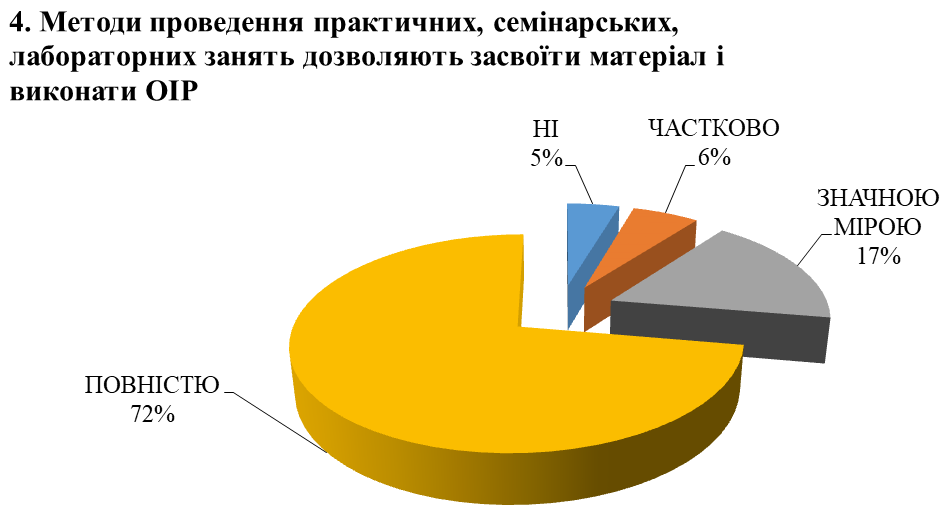 4. Методи проведення практичних, семінарських,
лабораторних занять дозволяють засвоїти матеріал і
виконати ОІР
НІ
5%
ЧАСТКОВО
6%
ЗНАЧНОЮ
МІРОЮ
17%
ПОВНІСТЮ
72%